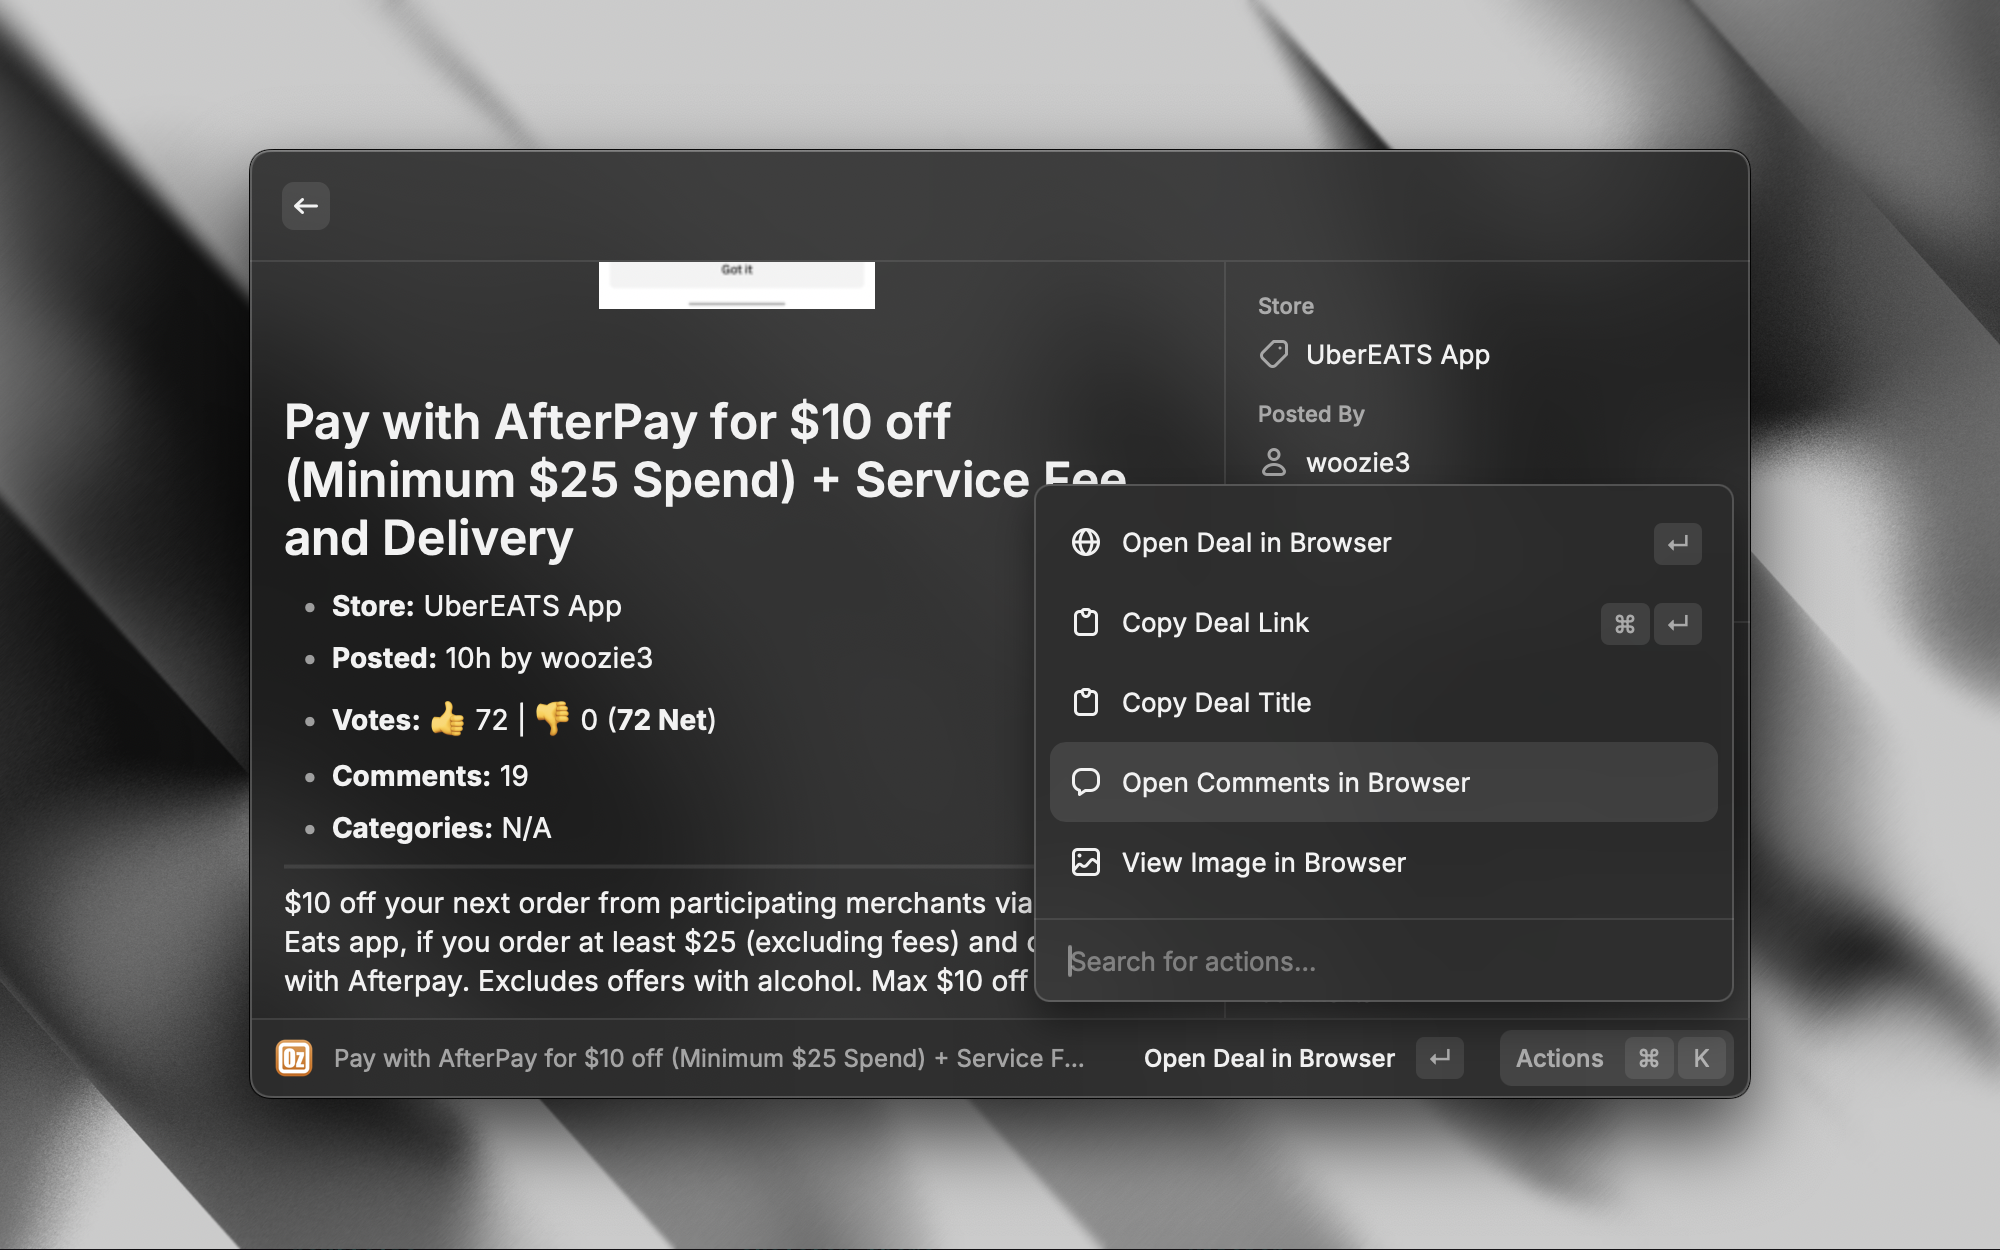 Got it
Pay with AfterPay for $10 off
(Minimum $25 Spend) + Service Fee
and Delivery
• Store: UberEATS App
• Posted: 10h by woozie3
• Votes: 👍 72 | 👎 0 (72 Net)
• Comments: 19
• Categories: N/A
$10 off your next order from participating merchants via
Eats app, if you order at least $25 (excluding fees) and
with Afterpay. Excludes offers with alcohol. Max $10 off
Store
UberEATS App
Posted By
woozie3
Open Deal in Browser ↵
Copy Deal Link ⌘ ↵
Copy Deal Title
Open Comments in Browser
View Image in Browser
Search for actions...
Oz Pay with AfterPay for $10 off (Minimum $25 Spend) + Service F... Open Deal in Browser ↵ Actions ⌘ K